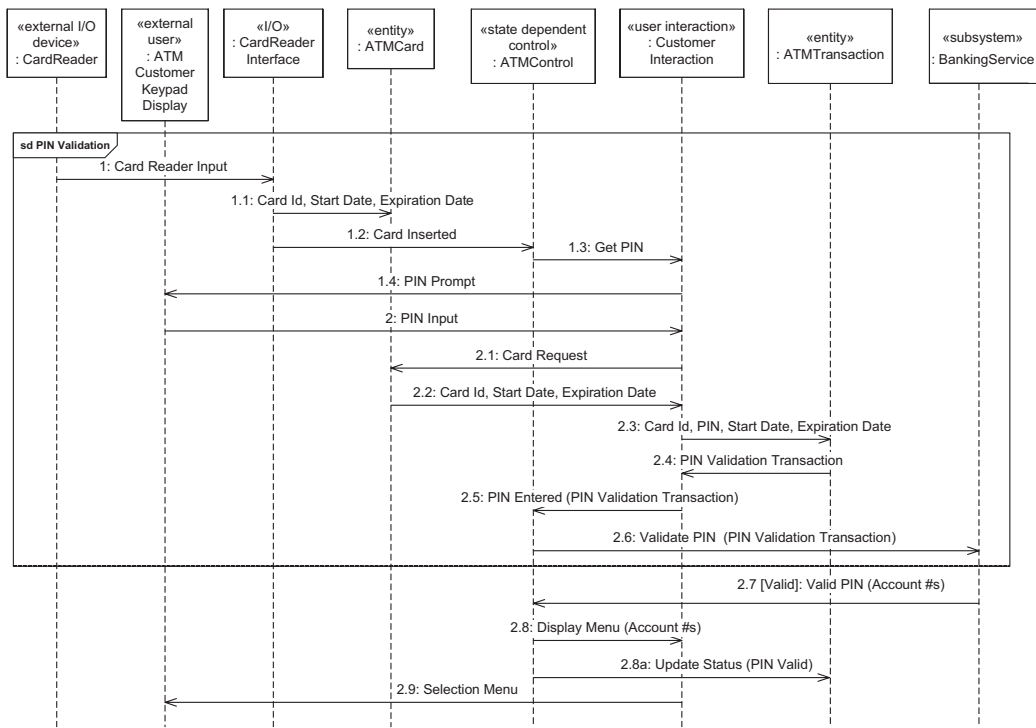 «external I/O
device»
: CardReader
«external
user»
: ATM
Customer
Keypad
Display
«I/O»
: CardReader
Interface
«entity»
: ATMCard
«state dependent
control»
: ATMControl
«user interaction»
: Customer
Interaction
«entity»
: ATMTransaction
«subsystem»
: BankingService
sd PIN Validation
1: Card Reader Input
1.1: Card Id, Start Date, Expiration Date
1.2: Card Inserted
1.3: Get PIN
1.4: PIN Prompt
2: PIN Input
2.1: Card Request
2.2: Card Id, Start Date, Expiration Date
2.3: Card Id, PIN, Start Date, Expiration Date
2.4: PIN Validation Transaction
2.5: PIN Entered (PIN Validation Transaction)
2.6: Validate PIN (PIN Validation Transaction)
2.7 [Valid]: Valid PIN (Account #s)
2.8: Display Menu (Account #s)
2.8a: Update Status (PIN Valid)
2.9: Selection Menu